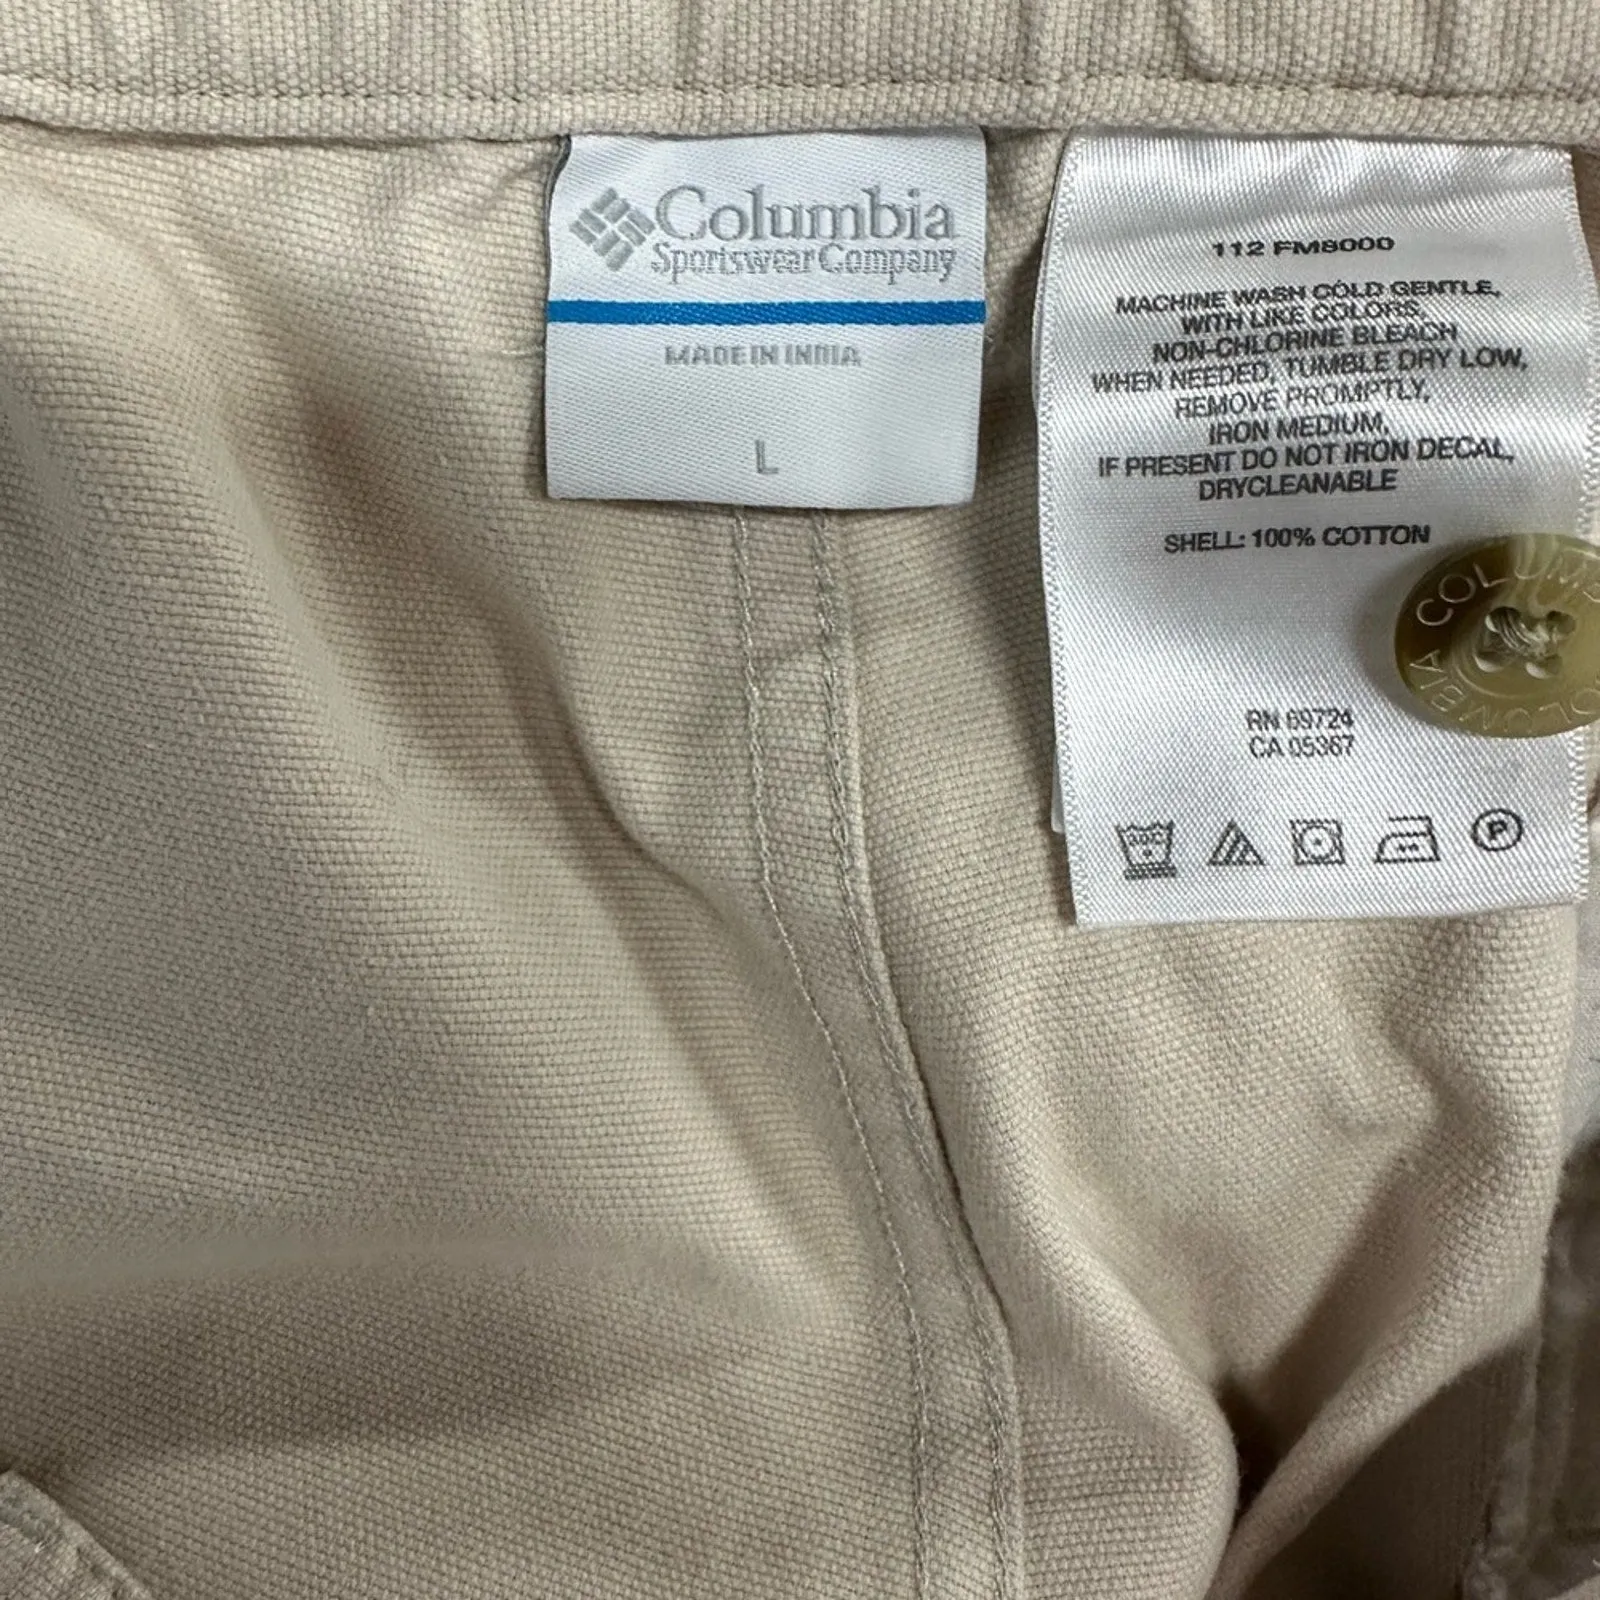 Columbia
Sportswear Company
MADE IN INDIA
L
112 FM8000
MACHINE WASH COLD GENTLE,
WITH LIKE COLORS,
NON-CHLORINE BLEACH
WHEN NEEDED, TUMBLE DRY LOW,
REMOVE PROMPTLY,
IRON MEDIUM,
IF PRESENT DO NOT IRON DECAL,
DRYCLEANABLE
SHELL: 100% COTTON
RN 69724
CA 05367
P
COLUMBIA